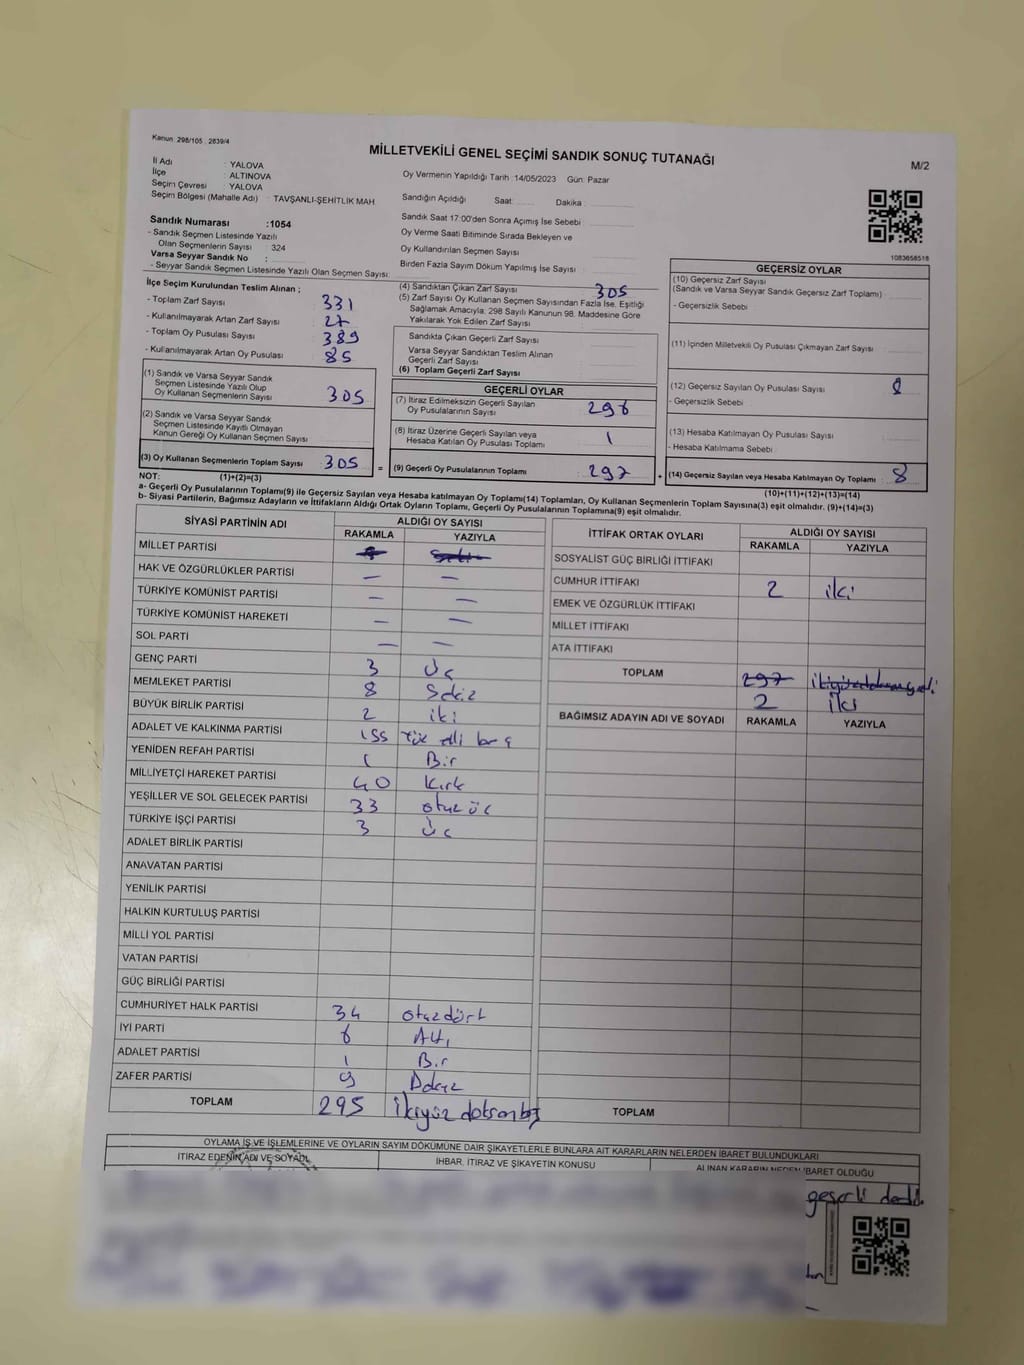 Kanun: 298/105 , 2839/4
MİLLETVEKİLİ GENEL SEÇİMİ SANDIK SONUÇ TUTANAĞI
M/2
İl Adı : YALOVA
İlçe : ALTINOVA
Seçim Çevresi : YALOVA
Seçim Bölgesi (Mahalle Adı) : TAVŞANLI-ŞEHİTLİK MAH.
Oy Vermenin Yapıldığı Tarih :14/05/2023 Gün: Pazar
Sandığın Açıldığı Saat: Dakika :
Sandık Saat 17:00'den Sonra Açımış İse Sebebi :
Oy Verme Saati Bitiminde Sırada Bekleyen ve
Oy Kullandırılan Seçmen Sayısı
Birden Fazla Sayım Döküm Yapılmış İse Sayısı
Sandık Numarası :1054
- Sandık Seçmen Listesinde Yazılı
Olan Seçmenlerin Sayısı : 324
Varsa Seyyar Sandık No :
- Seyyar Sandık Seçmen Listesinde Yazılı Olan Seçmen Sayısı:
1083658518
İlçe Seçim Kurulundan Teslim Alınan ;
- Toplam Zarf Sayısı : 331
- Kullanılmayarak Artan Zarf Sayısı : 27
- Toplam Oy Pusulası Sayısı : 389
- Kullanılmayarak Artan Oy Pusulası : 85
(1) Sandık ve Varsa Seyyar Sandık
Seçmen Listesinde Yazılı Olup
Oy Kullanan Seçmenlerin Sayısı : 305
(2) Sandık ve Varsa Seyyar Sandık
Seçmen Listesinde Kayıtlı Olmayan
Kanun Gereği Oy Kullanan Seçmen Sayısı
(3) Oy Kullanan Seçmenlerin Toplam Sayısı : 305
(4) Sandıktan Çıkan Zarf Sayısı : 305
(5) Zarf Sayısı Oy Kullanan Seçmen Sayısından Fazla İse, Eşitliği
Sağlamak Amacıyla; 298 Sayılı Kanunun 98. Maddesine Göre
Yakılarak Yok Edilen Zarf Sayısı
Sandıkta Çıkan Geçerli Zarf Sayısı
Varsa Seyyar Sandıktan Teslim Alınan
Geçerli Zarf Sayısı
(6) Toplam Geçerli Zarf Sayısı :
GEÇERLİ OYLAR
(7) İtiraz Edilmeksizin Geçerli Sayılan
Oy Pusulalarının Sayısı : 296
(8) İtiraz Üzerine Geçerli Sayılan veya
Hesaba Katılan Oy Pusulası Toplamı : 1
= (9) Geçerli Oy Pusulalarının Toplamı : 297
GEÇERSİZ OYLAR
(10) Geçersiz Zarf Sayısı
(Sandık ve Varsa Seyyar Sandık Geçersiz Zarf Toplamı) :
- Geçersizlik Sebebi :
(11) İçinden Milletvekili Oy Pusulası Çıkmayan Zarf Sayısı :
(12) Geçersiz Sayılan Oy Pusulası Sayısı : 8
- Geçersizlik Sebebi :
(13) Hesaba Katılmayan Oy Pusulası Sayısı :
- Hesaba Katılmama Sebebi :
+ (14) Geçersiz Sayılan veya Hesaba Katılmayan Oy Toplamı : 8
NOT: (1)+(2)=(3)
(10)+(11)+(12)+(13)=(14)
a- Geçerli Oy Pusulalarının Toplamı(9) ile Geçersiz Sayılan veya Hesaba katılmayan Oy Toplamı(14) Toplamları, Oy Kullanan Seçmenlerin Toplam Sayısına(3) eşit olmalıdır. (9)+(14)=(3)
b- Siyasi Partilerin, Bağımsız Adayların ve İttifakların Aldığı Ortak Oyların Toplamı, Geçerli Oy Pusulalarının Toplamına(9) eşit olmalıdır.
SİYASİ PARTİNİN ADI ALDIĞI OY SAYISI
RAKAMLA YAZIYLA
MİLLET PARTİSİ
HAK VE ÖZGÜRLÜKLER PARTİSİ — —
TÜRKİYE KOMÜNİST PARTİSİ — —
TÜRKİYE KOMÜNİST HAREKETİ — —
SOL PARTİ — —
GENÇ PARTİ 3 Üç
MEMLEKET PARTİSİ 8 Sekiz
BÜYÜK BİRLİK PARTİSİ 2 iki
ADALET VE KALKINMA PARTİSİ 155 Yüz elli beş
YENİDEN REFAH PARTİSİ 1 Bir
MİLLİYETÇİ HAREKET PARTİSİ 40 Kırk
YEŞİLLER VE SOL GELECEK PARTİSİ 33 otuz üç
TÜRKİYE İŞÇİ PARTİSİ 3 Üç
ADALET BİRLİK PARTİSİ
ANAVATAN PARTİSİ
YENİLİK PARTİSİ
HALKIN KURTULUŞ PARTİSİ
MİLLİ YOL PARTİSİ
VATAN PARTİSİ
GÜÇ BİRLİĞİ PARTİSİ
CUMHURİYET HALK PARTİSİ 34 otuzdört
İYİ PARTİ 6 Altı
ADALET PARTİSİ 1 Bir
ZAFER PARTİSİ 9 Dokuz
TOPLAM 295 ikiyüz doksan beş
İTTİFAK ORTAK OYLARI ALDIĞI OY SAYISI
RAKAMLA YAZIYLA
SOSYALİST GÜÇ BİRLİĞİ İTTİFAKI
CUMHUR İTTİFAKI 2 iki
EMEK VE ÖZGÜRLÜK İTTİFAKI
MİLLET İTTİFAKI
ATA İTTİFAKI
TOPLAM 297 ikiyüzdoksanyedi
2 iki
BAĞIMSIZ ADAYIN ADI VE SOYADI RAKAMLA YAZIYLA
TOPLAM
OYLAMA İŞ VE İŞLEMLERİNE VE OYLARIN SAYIM DÖKÜMÜNE DAİR ŞİKAYETLERLE BUNLARA AİT KARARLARIN NELERDEN İBARET BULUNDUKLARI
İTİRAZ EDENİN ADI VE SOYADI İHBAR, İTİRAZ VE ŞİKAYETİN KONUSU ALINAN KARARIN NEDEN İBARET OLDUĞU
geçerli dendi.